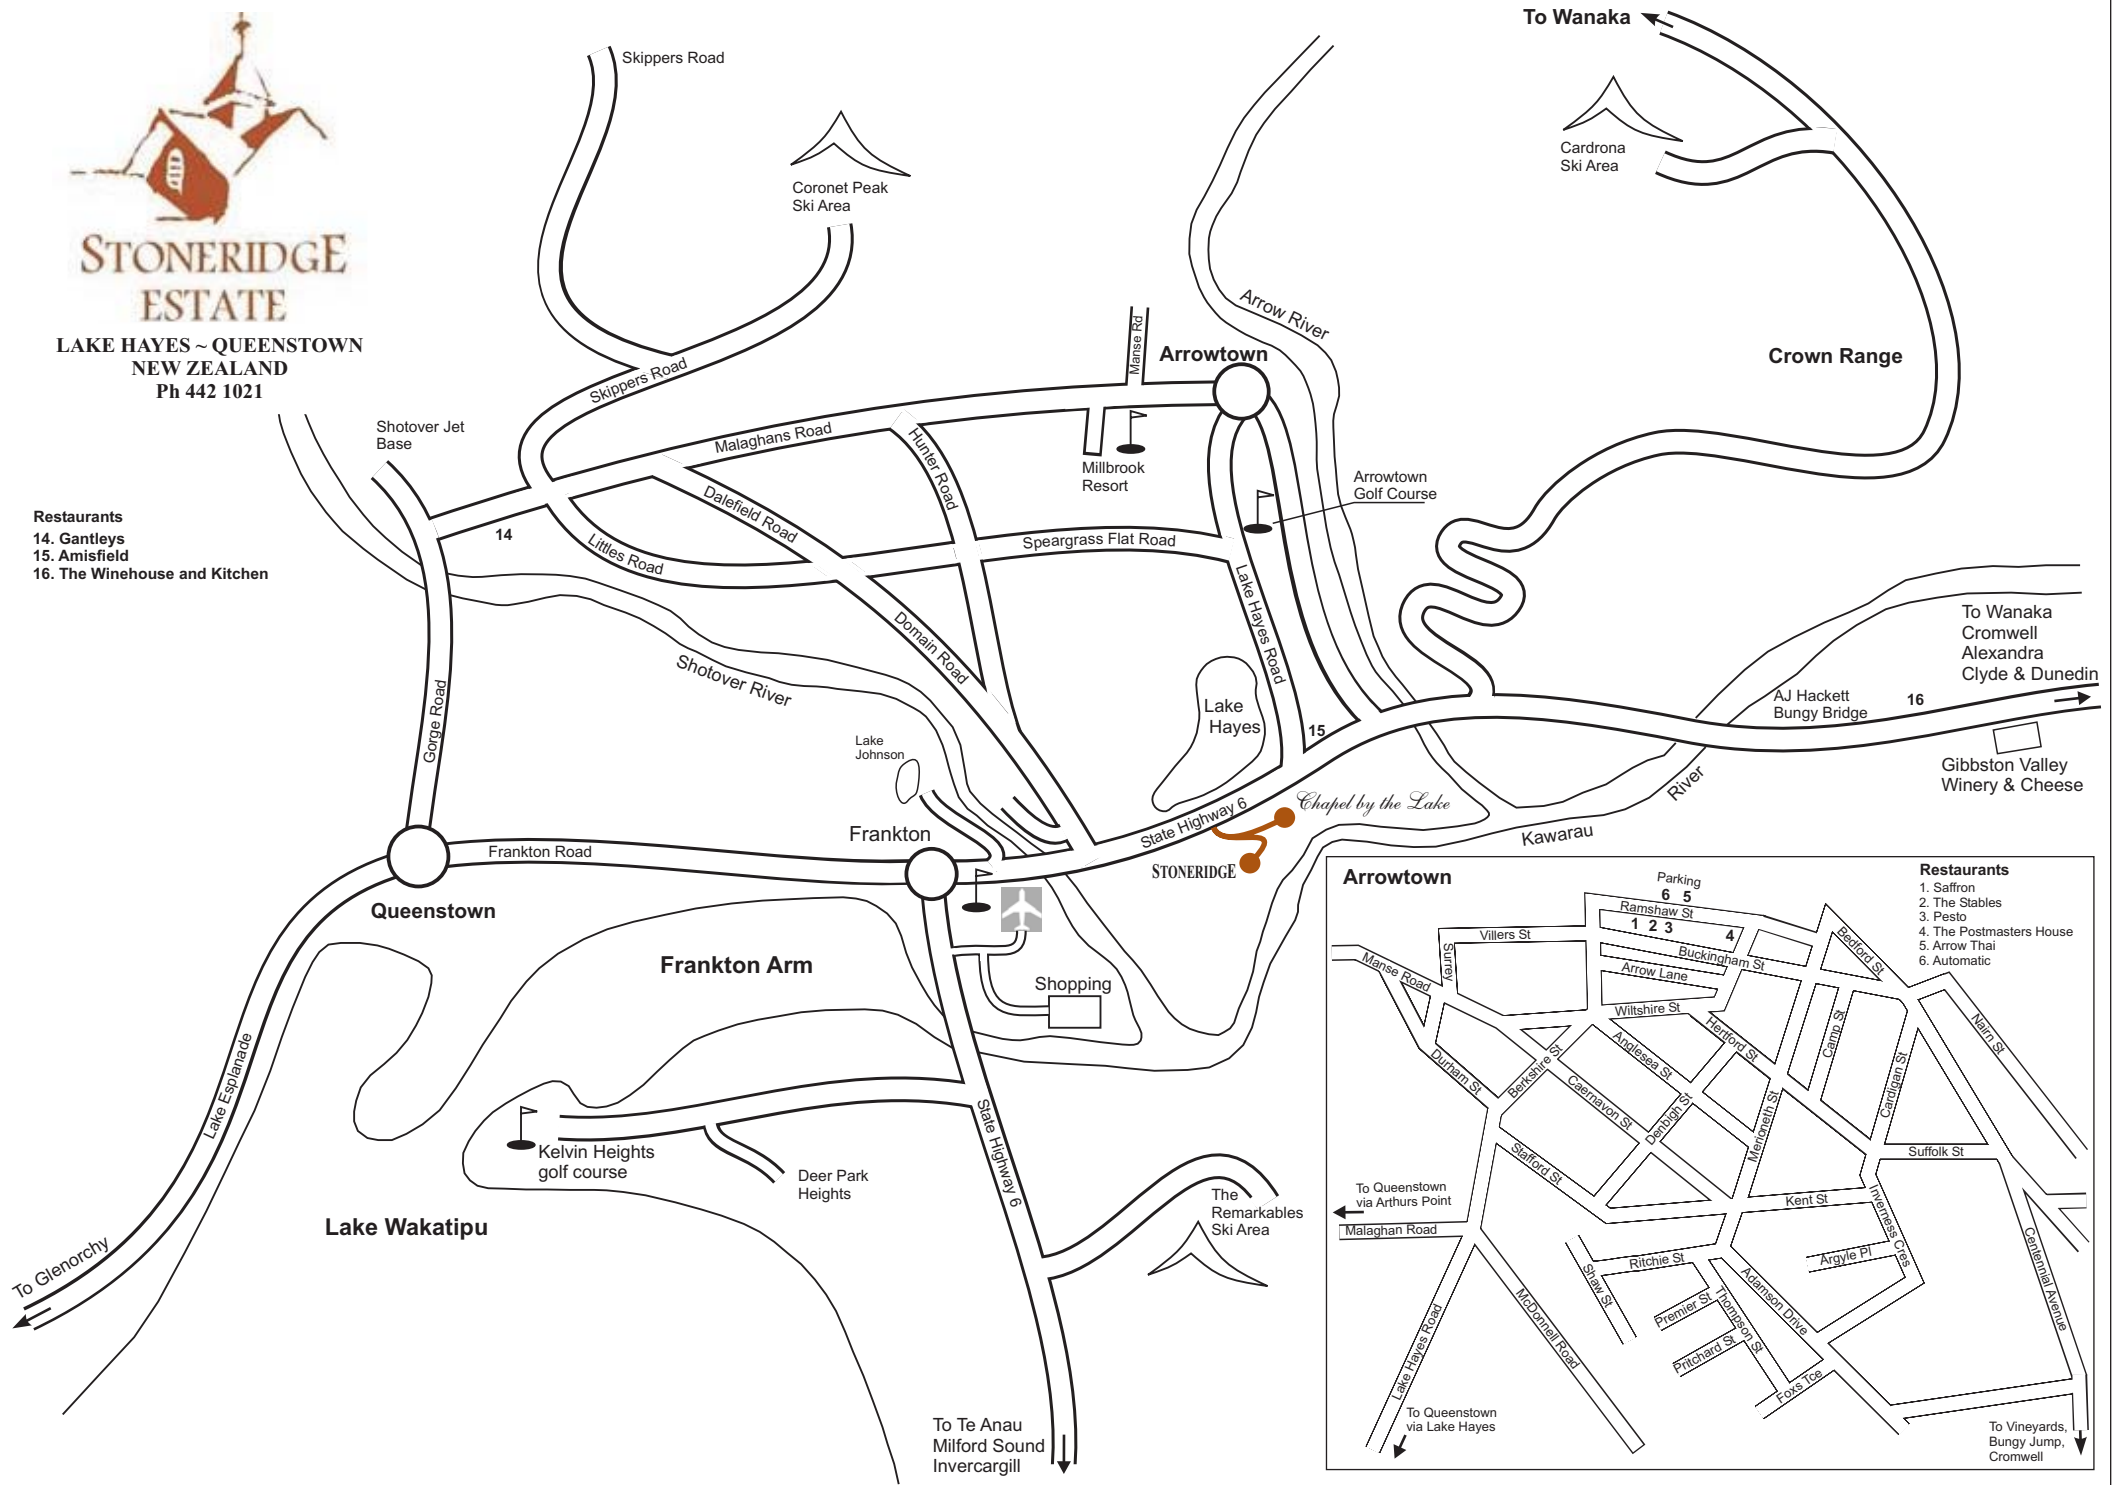 STONERIDGE
ESTATE
LAKE HAYES ~ QUEENSTOWN
NEW ZEALAND
Ph 442 1021
Restaurants
14. Gantleys
15. Amisfield
16. The Winehouse and Kitchen
Skippers Road
Coronet Peak
Ski Area
Skippers Road
Shotover Jet
Base
14
Malaghans Road
Hunter Road
Dalefield Road
Littles Road
Speargrass Flat Road
Domain Road
Manse Rd
Arrowtown
Arrow River
Millbrook
Resort
Arrowtown
Golf Course
Lake Hayes Road
To Wanaka
Cardrona
Ski Area
Crown Range
To Wanaka
Cromwell
Alexandra
Clyde & Dunedin
AJ Hackett
Bungy Bridge
16
Gibbston Valley
Winery & Cheese
15
Lake
Hayes
Shotover River
Gorge Road
Lake
Johnson
Frankton
Frankton Road
Queenstown
State Highway 6
Chapel by the Lake
STONERIDGE
Kawarau
River
Frankton Arm
Shopping
Lake Esplanade
To Glenorchy
Kelvin Heights
golf course
Deer Park
Heights
Lake Wakatipu
State Highway 6
The
Remarkables
Ski Area
To Te Anau
Milford Sound
Invercargill
Arrowtown
Restaurants
1. Saffron
2. The Stables
3. Pesto
4. The Postmasters House
5. Arrow Thai
6. Automatic
Parking
6 5
Ramshaw St
1 2 3
4
Villers St
Surrey
Manse Road
Buckingham St
Arrow Lane
Wiltshire St
Bedford St
Nairn St
Hertford St
Camp St
Cardigan St
Anglesea St
Berkshire St
Durham St
Caernavon St
Denbigh St
Merioneth St
Stafford St
Suffolk St
Kent St
Inverness Cres
To Queenstown
via Arthurs Point
Malaghan Road
Ritchie St
Argyle Pl
Shaw St
Premier St
Thompson St
Adamson Drive
Pritchard St
Foxs Tce
Centennial Avenue
McDonnell Road
Lake Hayes Road
To Queenstown
via Lake Hayes
To Vineyards,
Bungy Jump,
Cromwell